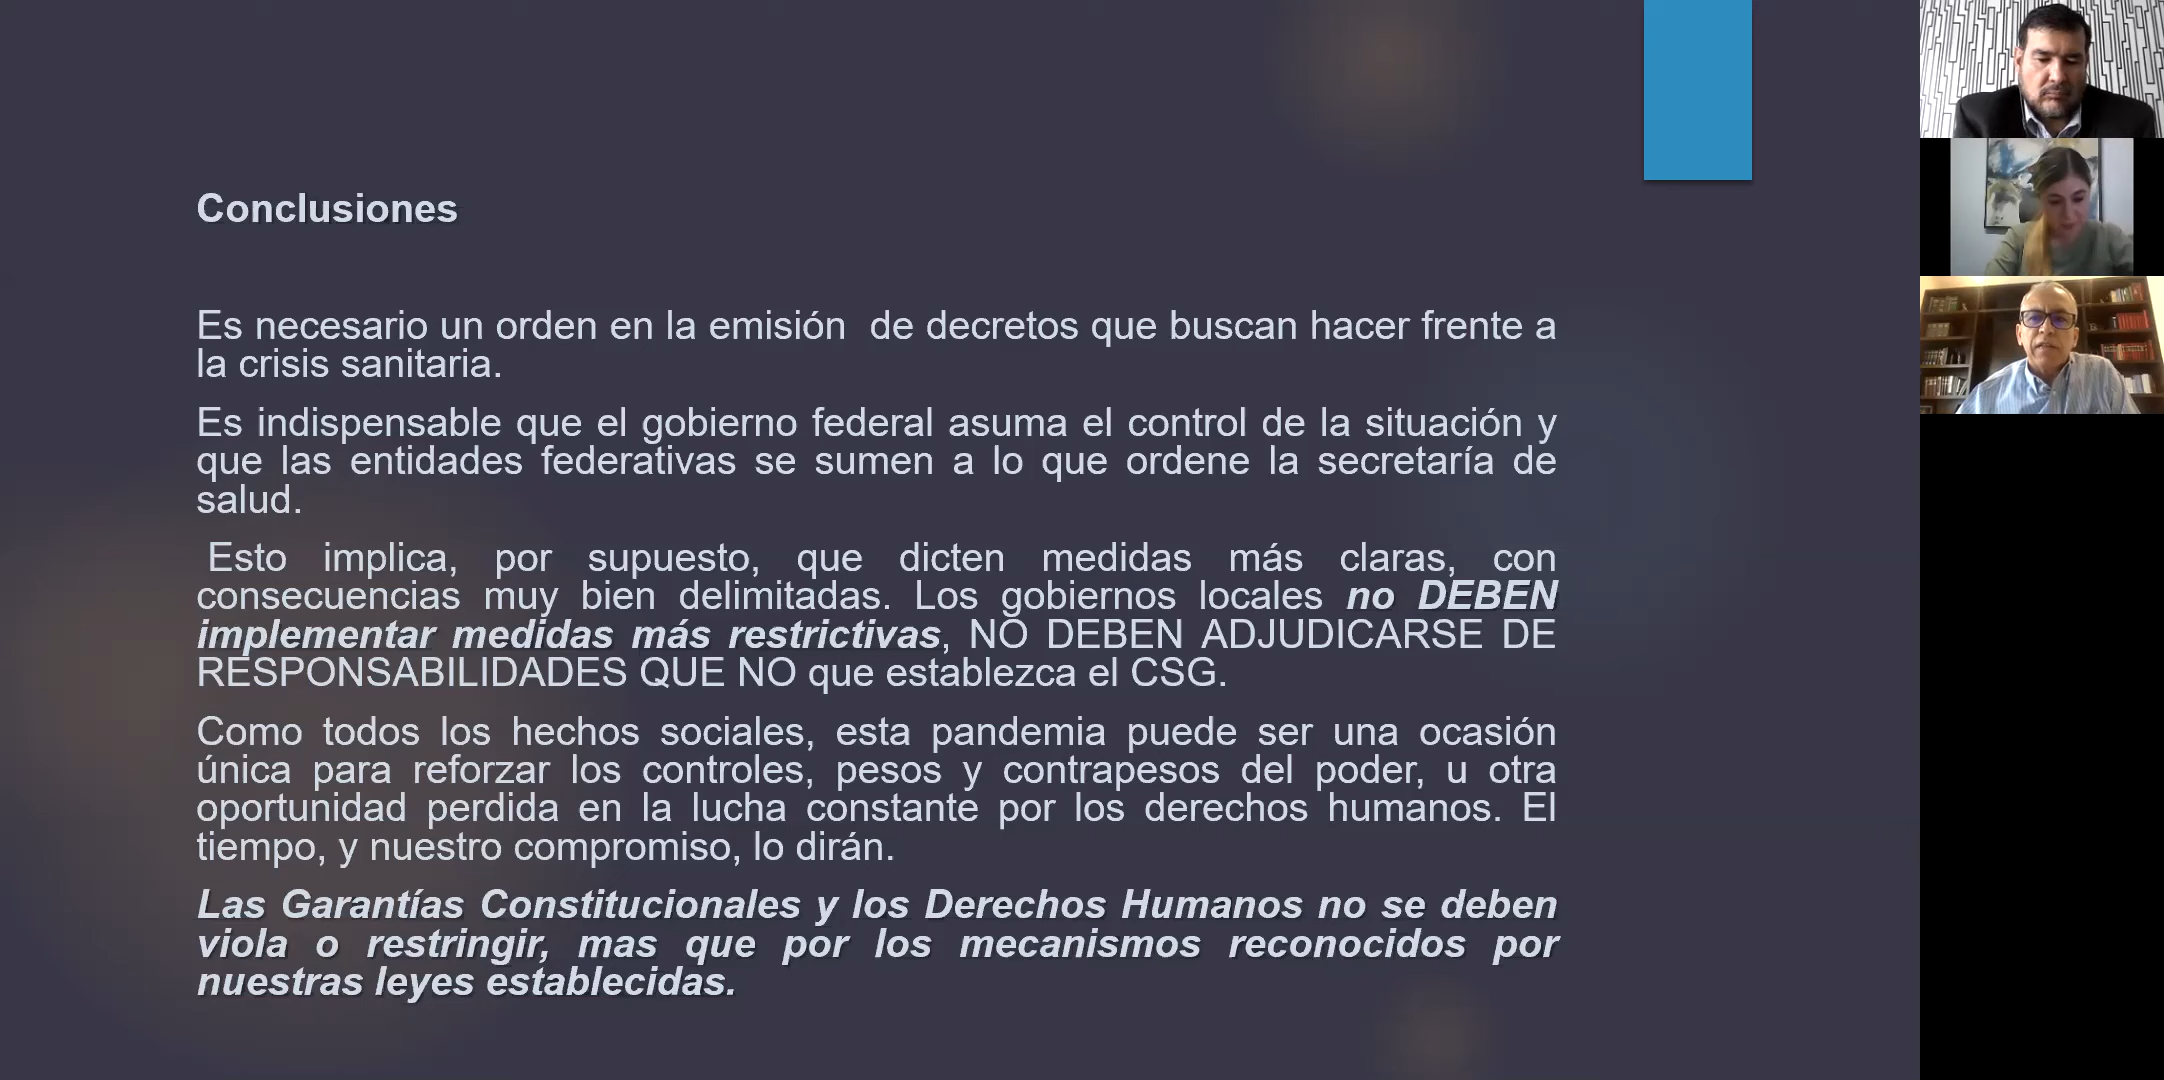 Conclusiones
Es necesario un orden en la emisión  de decretos que buscan hacer frente a
la crisis sanitaria.
Es indispensable que el gobierno federal asuma el control de la situación y
que las entidades federativas se sumen a lo que ordene la secretaría de
salud.
Esto implica, por supuesto, que dicten medidas más claras, con
consecuencias muy bien delimitadas. Los gobiernos locales no DEBEN
implementar medidas más restrictivas, NO DEBEN ADJUDICARSE DE
RESPONSABILIDADES QUE NO que establezca el CSG.
Como todos los hechos sociales, esta pandemia puede ser una ocasión
única para reforzar los controles, pesos y contrapesos del poder, u otra
oportunidad perdida en la lucha constante por los derechos humanos. El
tiempo, y nuestro compromiso, lo dirán.
Las Garantías Constitucionales y los Derechos Humanos no se deben
viola o restringir, mas que por los mecanismos reconocidos por
nuestras leyes establecidas.